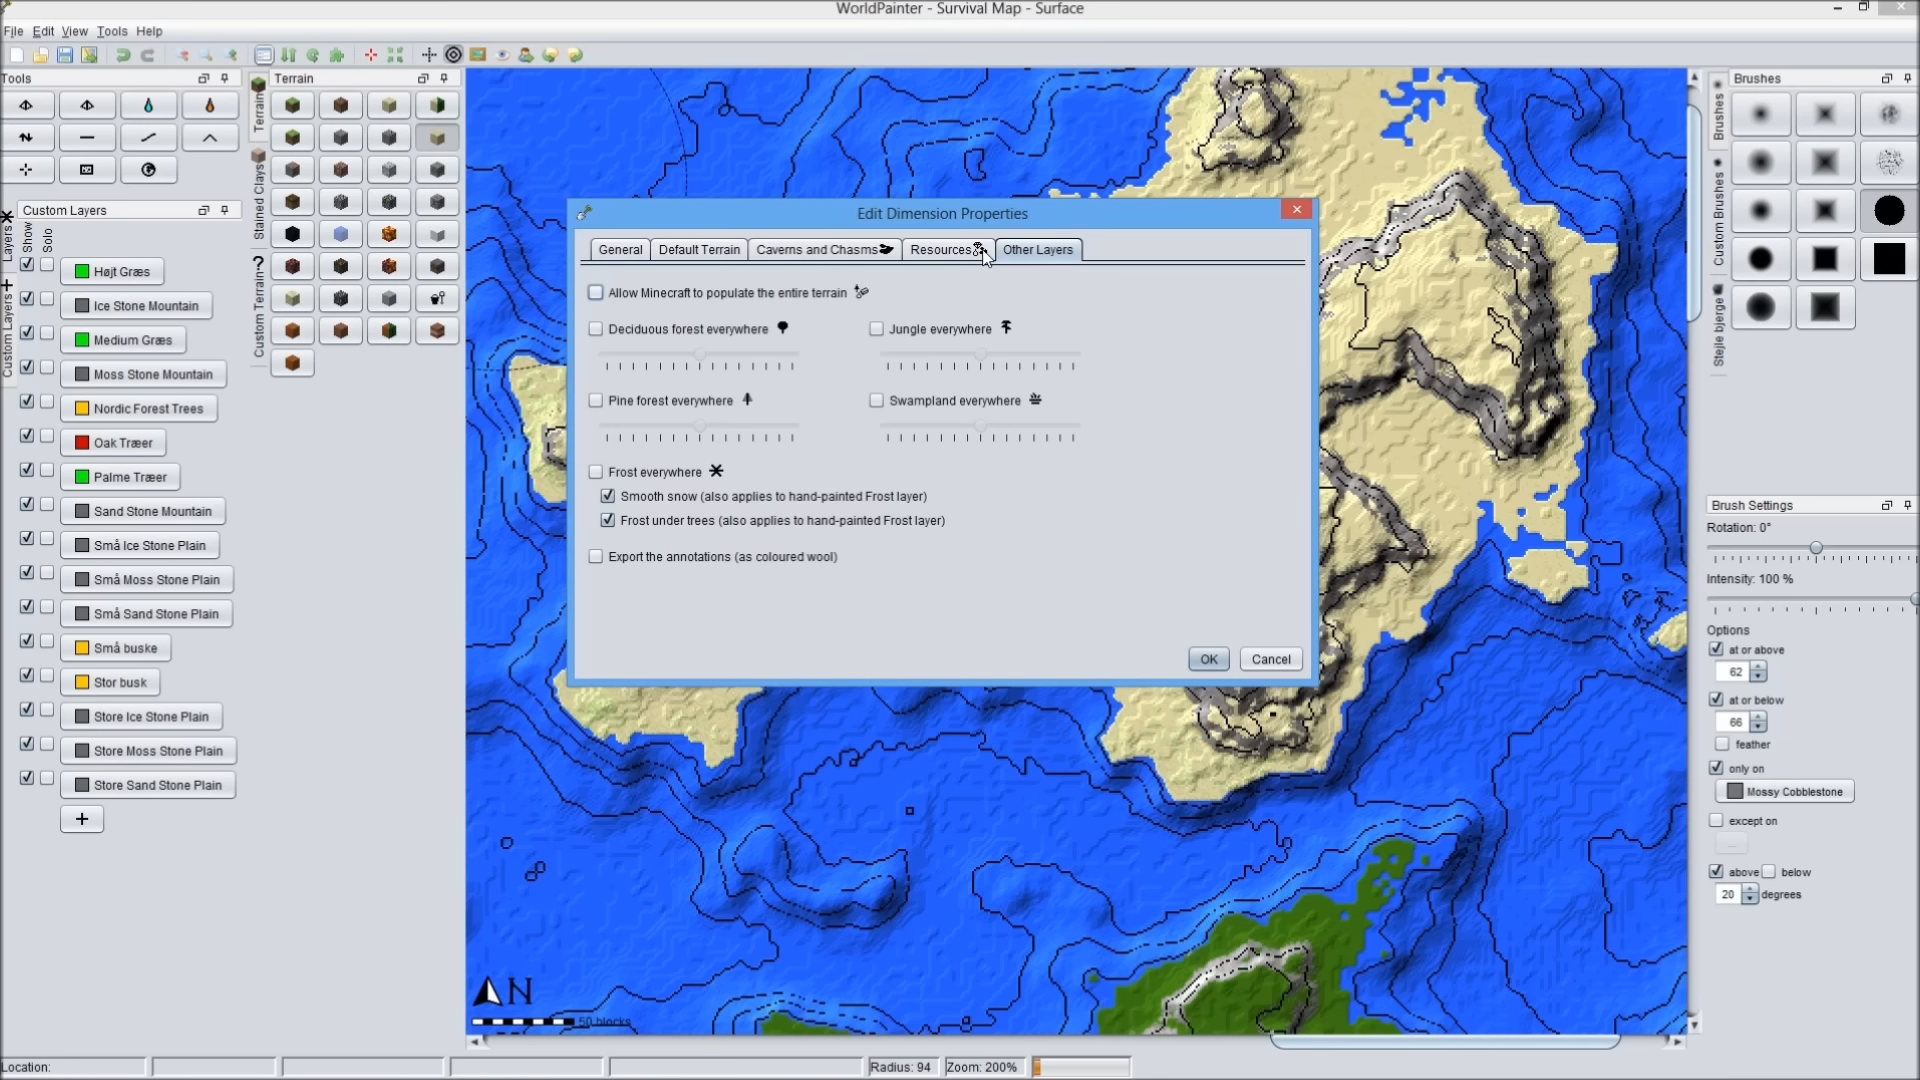 WorldPainter - Survival Map - Surface
File Edit View Tools Help
Tools
Terrain
Brushes
Terrain
Stained Clays
Custom Terrain
Layers
Custom Layers
Brushes
Custom Brushes
Stejle bjerge
Custom Layers
Show
Solo
Højt Græs
Ice Stone Mountain
Medium Græs
Moss Stone Mountain
Nordic Forest Trees
Oak Træer
Palme Træer
Sand Stone Mountain
Små Ice Stone Plain
Små Moss Stone Plain
Små Sand Stone Plain
Små buske
Stor busk
Store Ice Stone Plain
Store Moss Stone Plain
Store Sand Stone Plain
+
Edit Dimension Properties
General Default Terrain Caverns and Chasms Resources Other Layers
Allow Minecraft to populate the entire terrain
Deciduous forest everywhere Jungle everywhere
Pine forest everywhere Swampland everywhere
Frost everywhere
Smooth snow (also applies to hand-painted Frost layer)
Frost under trees (also applies to hand-painted Frost layer)
Export the annotations (as coloured wool)
OK Cancel
Brush Settings
Rotation: 0°
Intensity: 100 %
Options
at or above
62
at or below
66
feather
only on
Mossy Cobblestone
except on
...
above below
20 degrees
N
50 blocks
Location: Radius: 94 Zoom: 200%